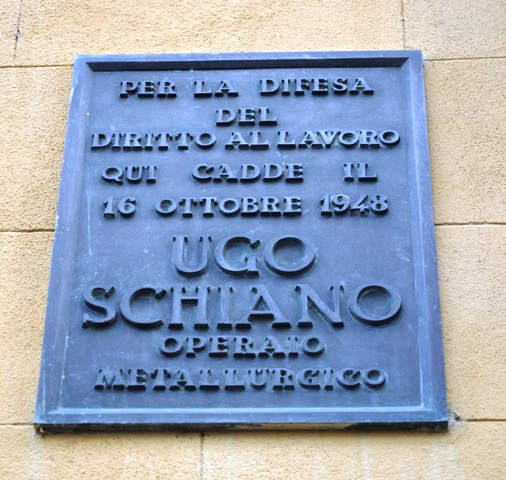 PER LA DIFESA
DEL
DIRITTO AL LAVORO
QUI CADDE IL
16 OTTOBRE 1948
UGO
SCHIANO
OPERAIO
METALLURGICO